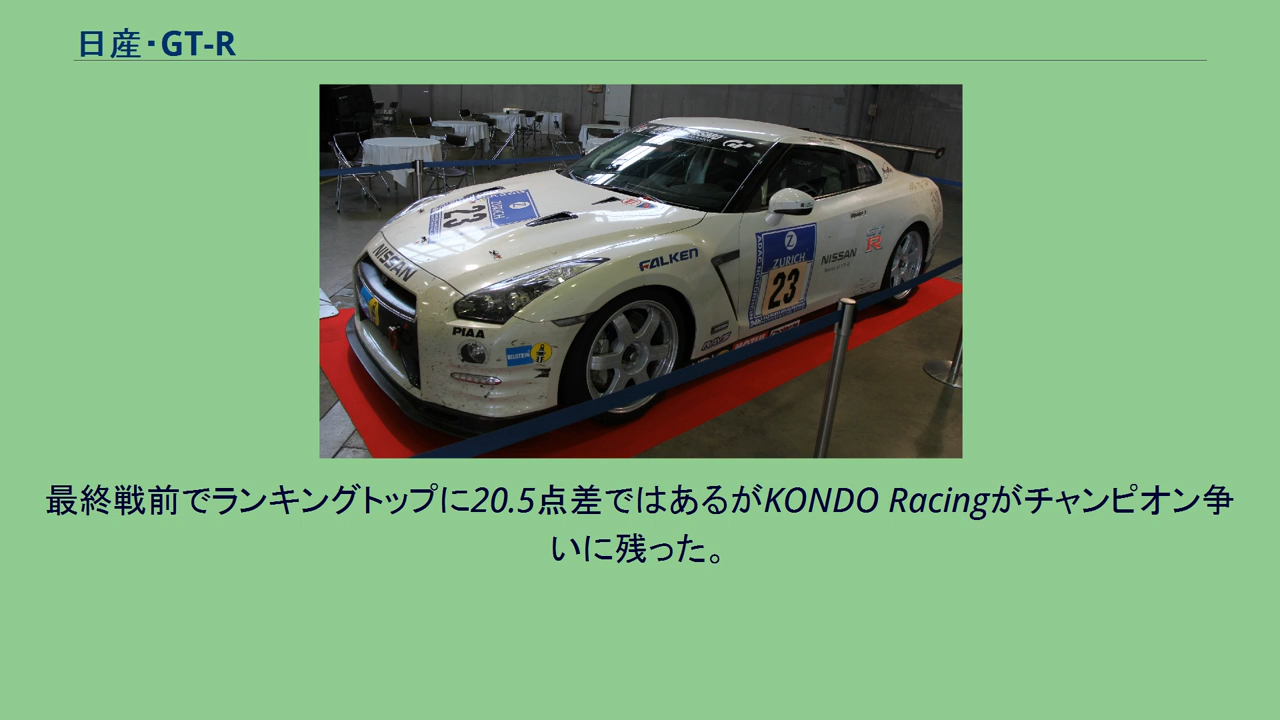 日産・GT-R
NISSAN
23
ZURICH
FALKEN
ZURICH
23
NISSAN
GT
R
PIAA
BILSTEIN
最終戦前でランキングトップに20.5点差ではあるがKONDO Racingがチャンピオン争
いに残った。